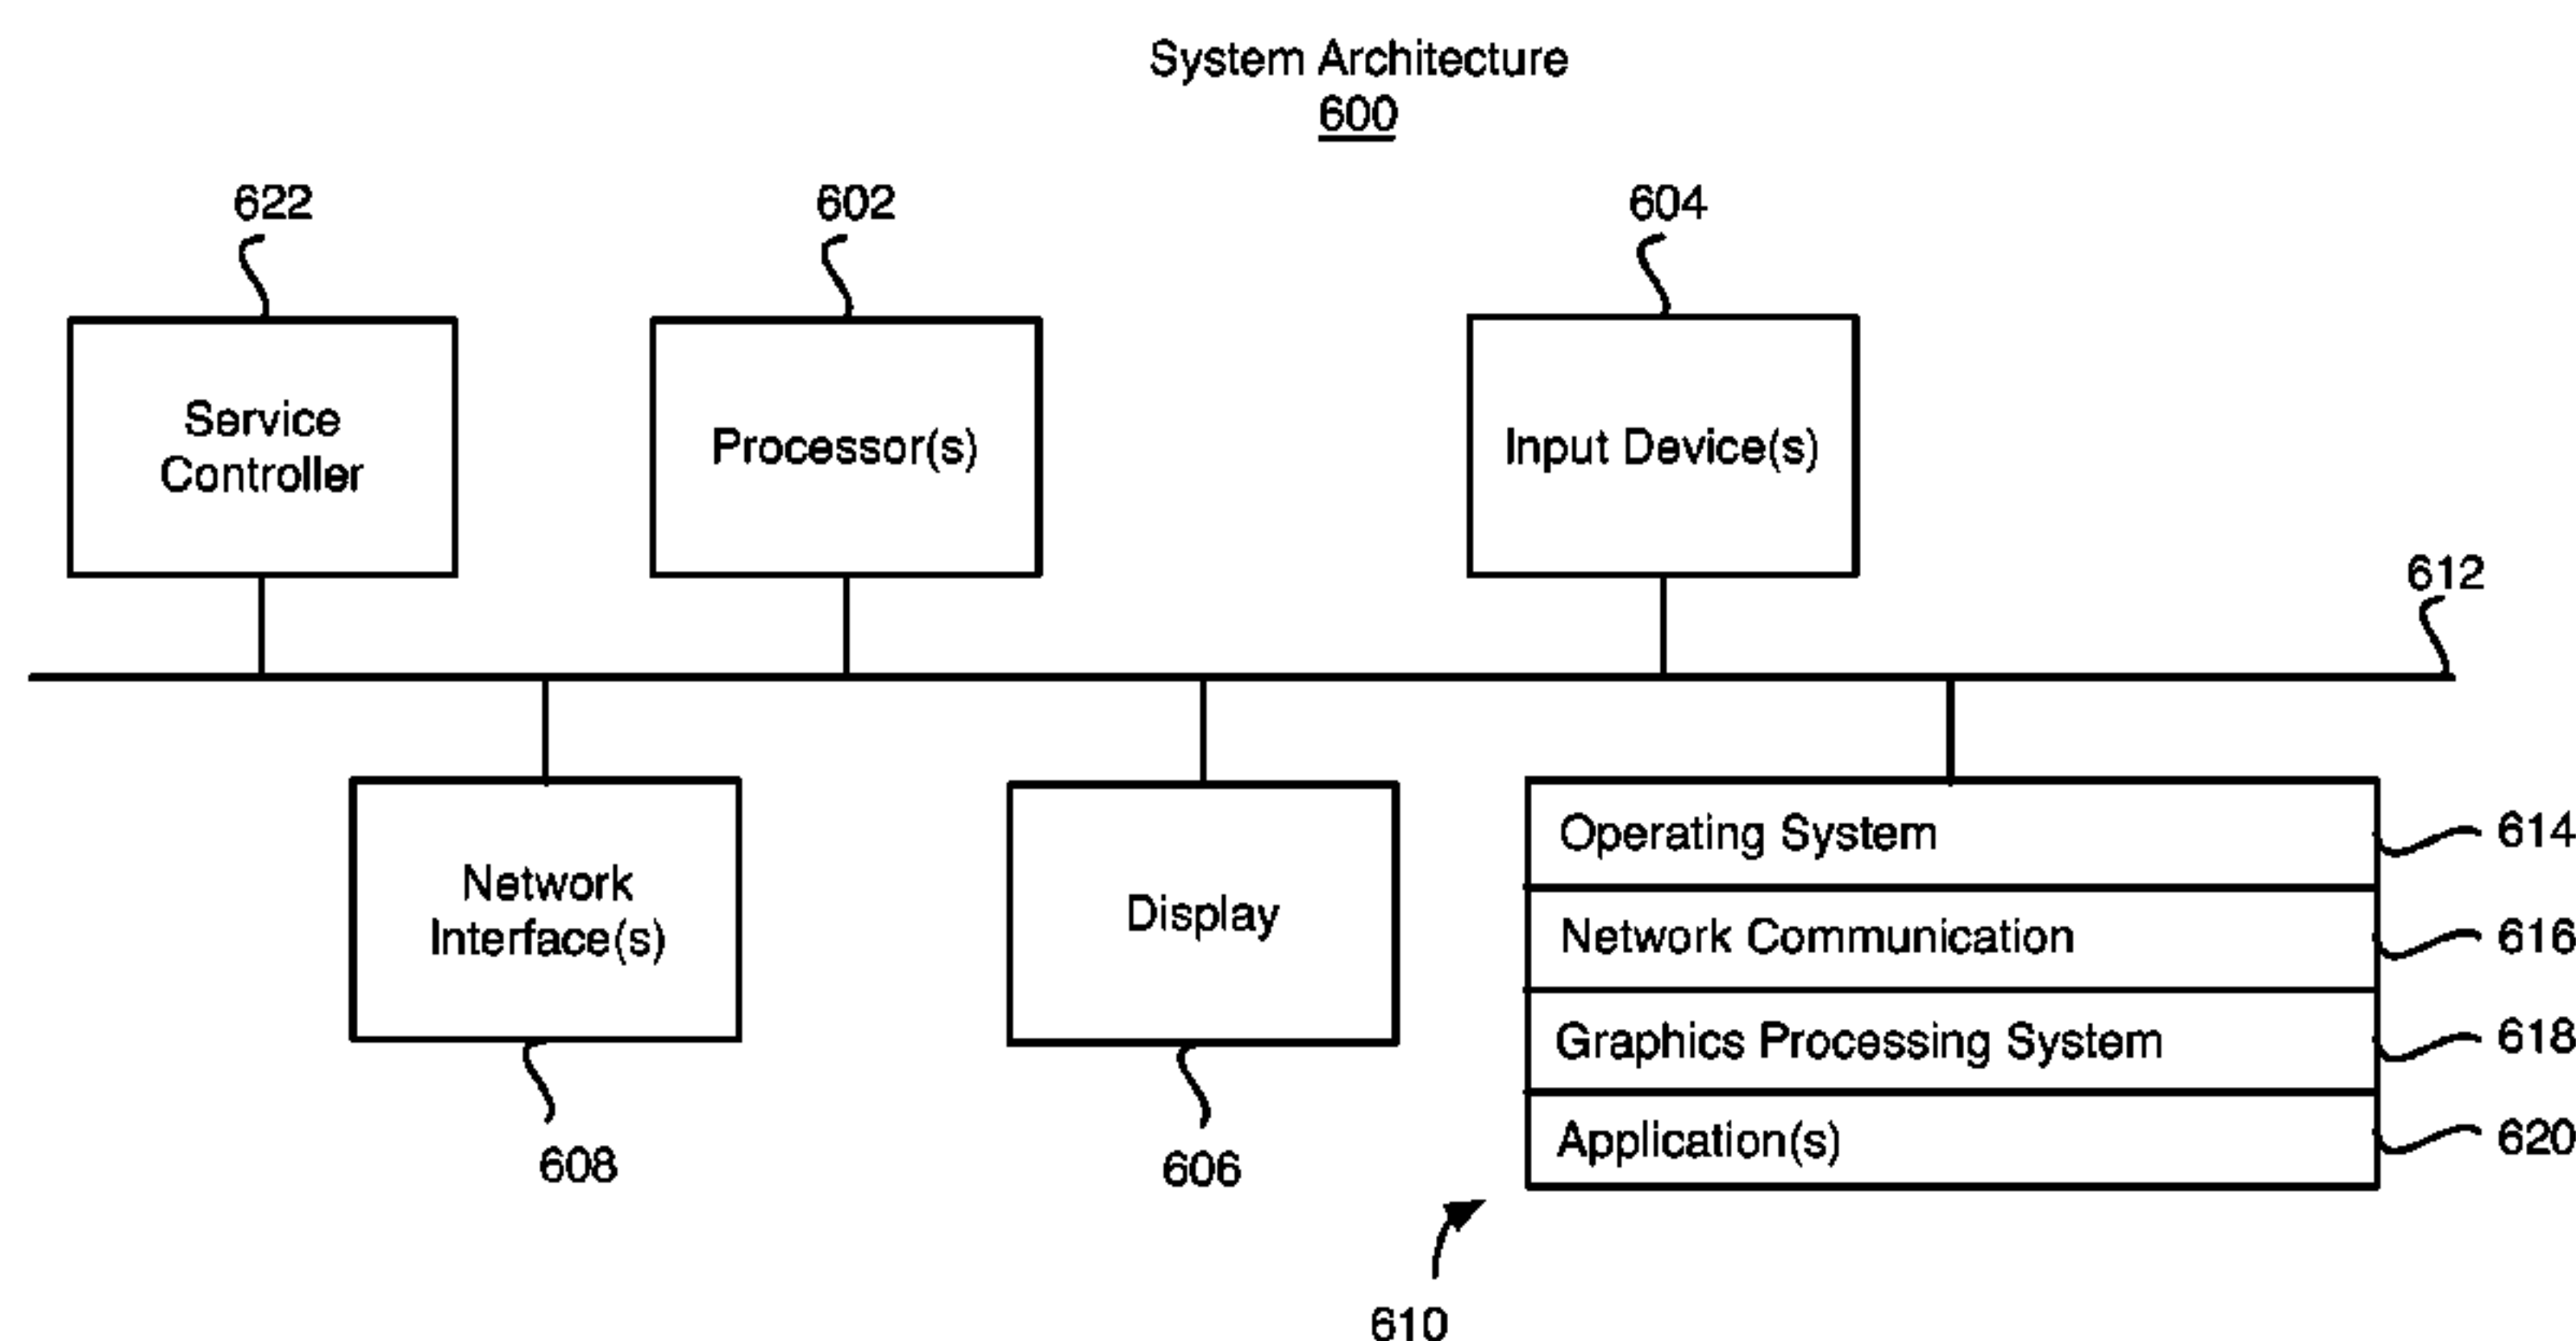 System Architecture
600
622
602
604
Service
Controller
Processor(s)
Input Device(s)
612
Network
Interface(s)
Display
Operating System
614
Network Communication
616
Graphics Processing System
618
Application(s)
620
608
606
610